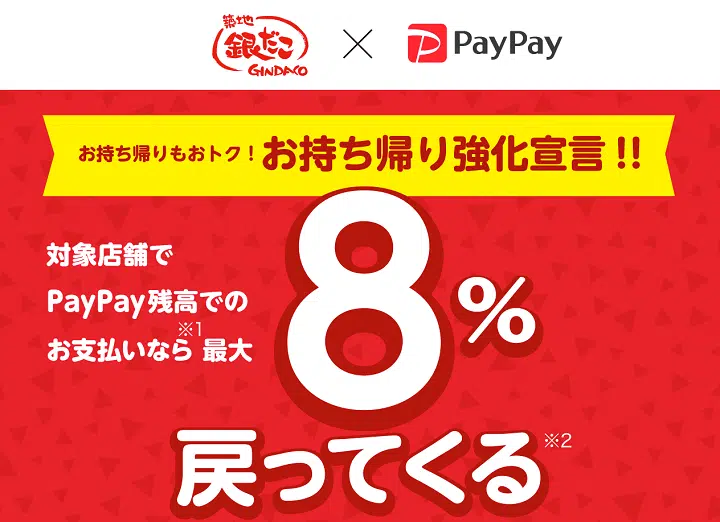 築地
銀だこ
GINDACO
PayPay
お持ち帰りもおトク！お持ち帰り強化宣言！！
対象店舗で
PayPay残高での
お支払いなら※1 最大
8%
戻ってくる※2